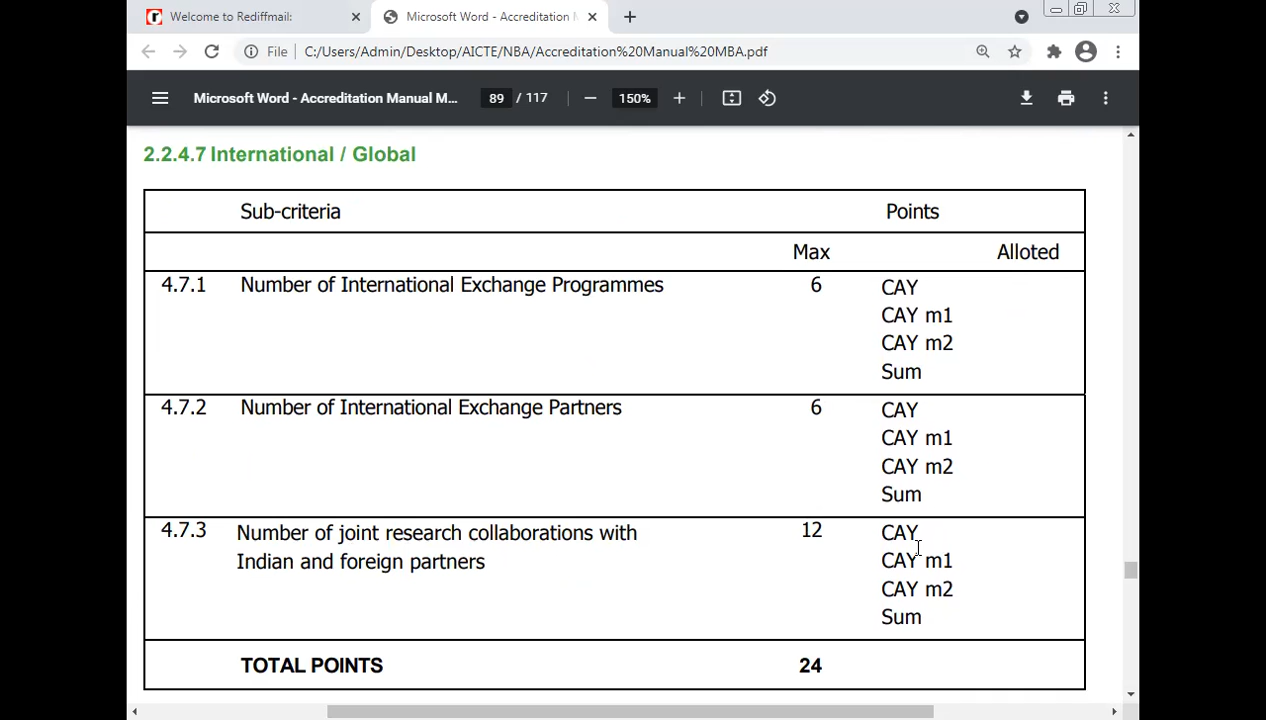 Welcome to Rediffmail:
Microsoft Word - Accreditation M
File C:/Users/Admin/Desktop/AICTE/NBA/Accreditation%20Manual%20MBA.pdf
Microsoft Word - Accreditation Manual M... 89 / 117 150%
2.2.4.7 International / Global
Sub-criteria Points
Max Alloted
4.7.1 Number of International Exchange Programmes 6 CAY
CAY m1
CAY m2
Sum
4.7.2 Number of International Exchange Partners 6 CAY
CAY m1
CAY m2
Sum
4.7.3 Number of joint research collaborations with 12 CAY
Indian and foreign partners CAY m1
CAY m2
Sum
TOTAL POINTS 24